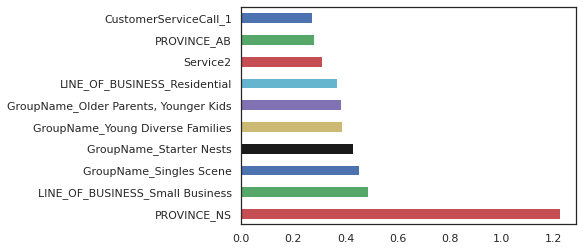 CustomerServiceCall_1
PROVINCE_AB
Service2
LINE_OF_BUSINESS_Residential
GroupName_Older Parents, Younger Kids
GroupName_Young Diverse Families
GroupName_Starter Nests
GroupName_Singles Scene
LINE_OF_BUSINESS_Small Business
PROVINCE_NS
0.0 0.2 0.4 0.6 0.8 1.0 1.2